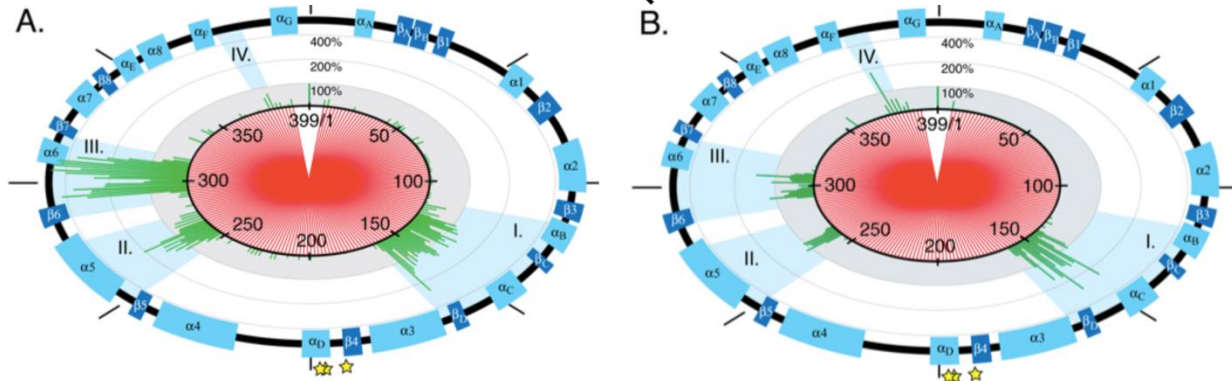 A.
αG
αA
βA
βB
β1
αF
IV.
400%
200%
100%
α8
αE
β8
α7
β7
α6
α1
β2
α2
β3
αB
αC
III.
350
399/1
50
300
100
250
150
200
II.
I.
β6
α5
β5
α4
αD
β4
α3
βD
B.
αG
αA
βA
βB
β1
αF
IV.
400%
200%
100%
α8
αE
β8
α7
β7
α6
α1
β2
α2
β3
αB
βC
αC
III.
350
399/1
50
300
100
250
150
200
II.
I.
β6
α5
β5
α4
αD
β4
α3
βD